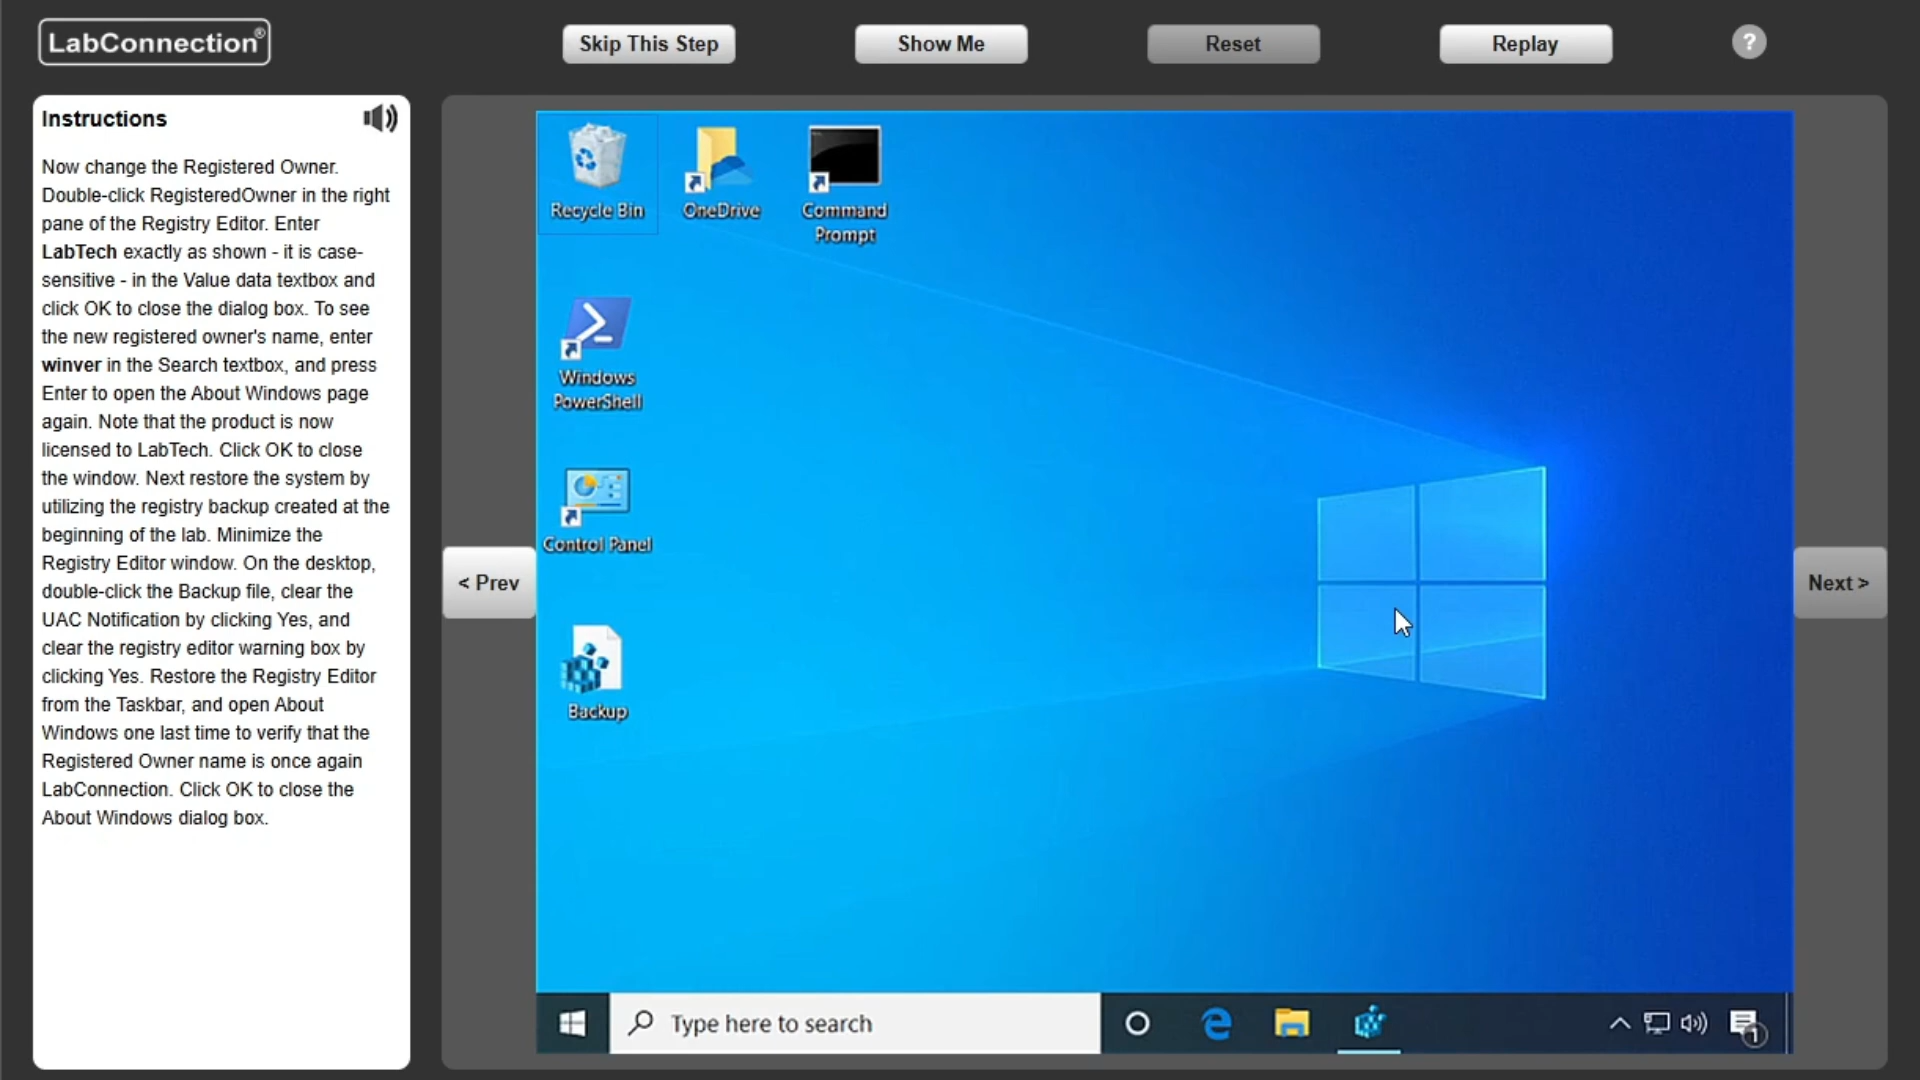 LabConnection®
Skip This Step
Show Me
Reset
Replay
?
Instructions
Now change the Registered Owner.
Double-click RegisteredOwner in the right
pane of the Registry Editor. Enter
LabTech exactly as shown - it is case-
sensitive - in the Value data textbox and
click OK to close the dialog box. To see
the new registered owner's name, enter
winver in the Search textbox, and press
Enter to open the About Windows page
again. Note that the product is now
licensed to LabTech. Click OK to close
the window. Next restore the system by
utilizing the registry backup created at the
beginning of the lab. Minimize the
Registry Editor window. On the desktop,
double-click the Backup file, clear the
UAC Notification by clicking Yes, and
clear the registry editor warning box by
clicking Yes. Restore the Registry Editor
from the Taskbar, and open About
Windows one last time to verify that the
Registered Owner name is once again
LabConnection. Click OK to close the
About Windows dialog box.
< Prev
Recycle Bin
OneDrive
Command
Prompt
Windows
PowerShell
Control Panel
Backup
Next >
Type here to search
1